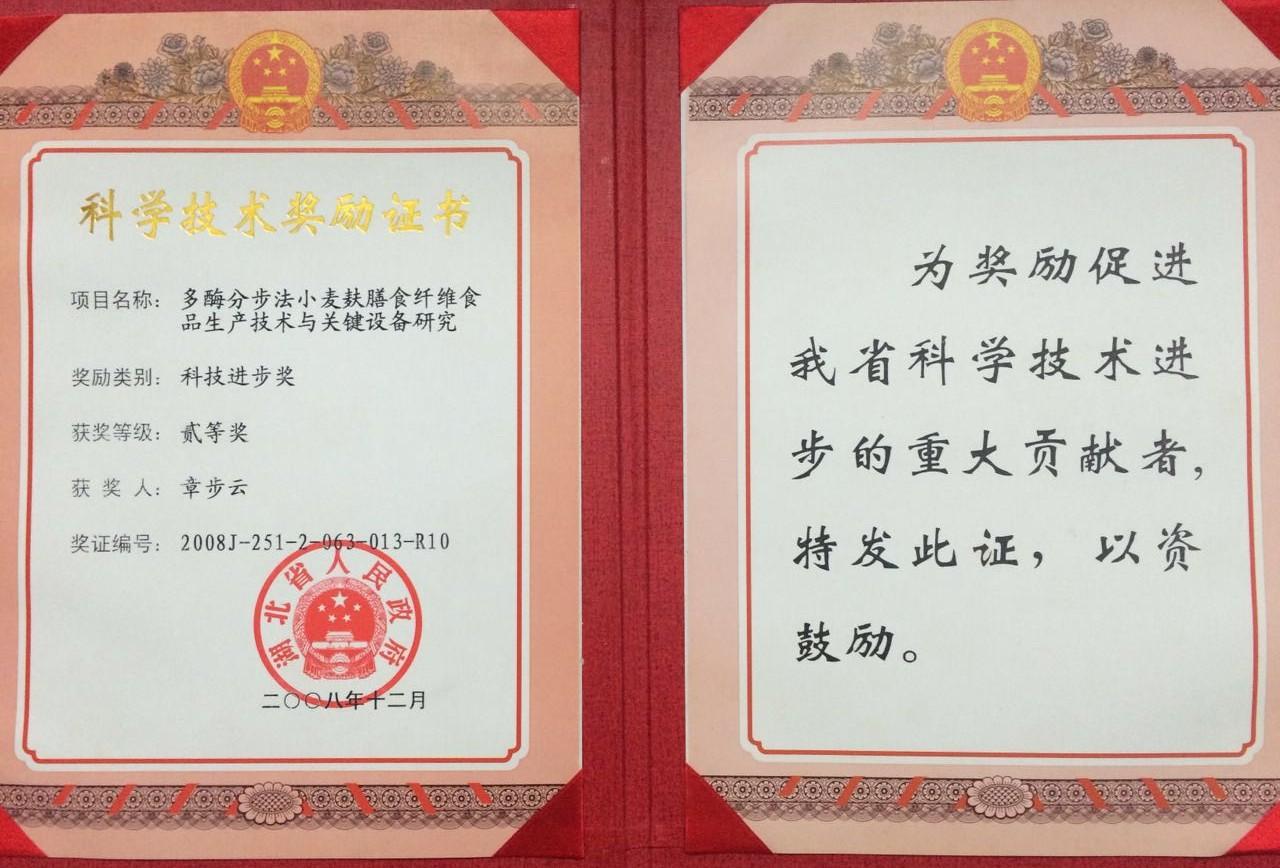 科学技术奖励证书
项目名称： 多酶分步法小麦麸膳食纤维食
品生产技术与关键设备研究
奖励类别： 科技进步奖
获奖等级： 贰等奖
获 奖 人： 章步云
奖证编号： 2008J-251-2-063-013-R10
湖北省人民政府
二〇〇八年十二月
为奖励促进
我省科学技术进
步的重大贡献者，
特发此证，以资
鼓励。